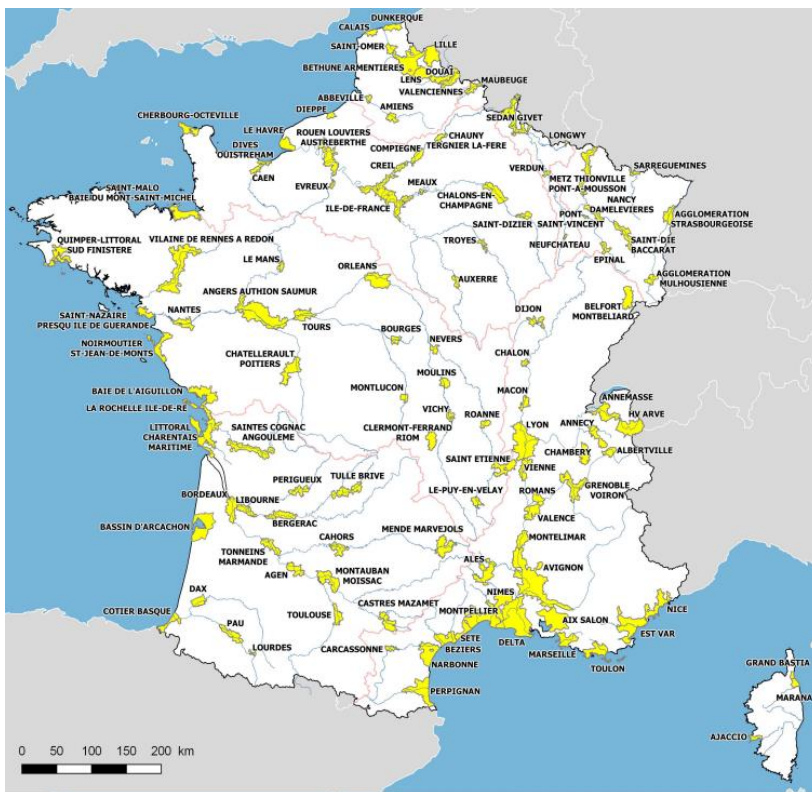 DUNKERQUE
CALAIS
SAINT-OMER
LILLE
BETHUNE ARMENTIERES
DOUAI
LENS
VALENCIENNES
MAUBEUGE
ABBEVILLE
DIEPPE
AMIENS
CHERBOURG-OCTEVILLE
LE HAVRE
ROUEN LOUVIERS
AUSTREBERTHE
CHAUNY
TERGNIER LA-FERE
SEDAN GIVET
LONGWY
DIVES
OUISTREHAM
COMPIEGNE
CREIL
VERDUN
SARREGUEMINES
CAEN
EVREUX
MEAUX
METZ THIONVILLE
PONT-A-MOUSSON
SAINT-MALO
BAIE DU MONT-SAINT-MICHEL
ILE-DE-FRANCE
CHALONS-EN-
CHAMPAGNE
NANCY
DAMELEVIERES
SAINT-DIZIER
PONT
SAINT-VINCENT
AGGLOMERATION
STRASBOURGEOISE
QUIMPER-LITTORAL
SUD FINISTERE
VILAINE DE RENNES A REDON
TROYES
NEUFCHATEAU
SAINT-DIE
BACCARAT
LE MANS
ORLEANS
EPINAL
AUXERRE
AGGLOMERATION
MULHOUSIENNE
ANGERS AUTHION SAUMUR
SAINT-NAZAIRE
PRESQU ILE DE GUERANDE
NANTES
TOURS
BOURGES
DIJON
BELFORT
MONTBELIARD
NOIRMOUTIER
ST-JEAN-DE-MONTS
NEVERS
CHATELLERAULT
POITIERS
CHALON
MOULINS
BAIE DE L'AIGUILLON
MONTLUCON
MACON
ANNEMASSE
LA ROCHELLE ILE-DE-RÉ
VICHY
ROANNE
LYON
ANNECY
HV ARVE
LITTORAL
CHARENTAIS
MARITIME
SAINTES COGNAC
ANGOULEME
CLERMONT-FERRAND
RIOM
CHAMBERY
ALBERTVILLE
SAINT ETIENNE
VIENNE
PERIGUEUX
TULLE BRIVE
LE-PUY-EN-VELAY
ROMANS
GRENOBLE
VOIRON
BORDEAUX
LIBOURNE
VALENCE
BASSIN D'ARCACHON
BERGERAC
CAHORS
MENDE MARVEJOLS
MONTELIMAR
TONNEINS
MARMANDE
AGEN
MONTAUBAN
MOISSAC
ALES
AVIGNON
DAX
CASTRES MAZAMET
NIMES
NICE
COTIER BASQUE
PAU
TOULOUSE
MONTPELLIER
AIX SALON
EST VAR
LOURDES
CARCASSONNE
SETE
BEZIERS
DELTA
MARSEILLE
TOULON
NARBONNE
GRAND BASTIA
PERPIGNAN
MARANA
AJACCIO
0 50 100 150 200 km